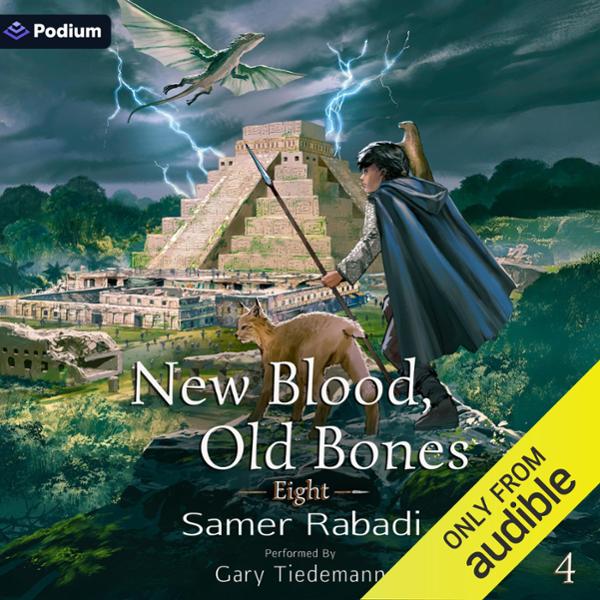 Podium
New Blood,
Old Bones
Eight
Samer Rabadi
Performed By
Gary Tiedemann
ONLY FROM
audible
4